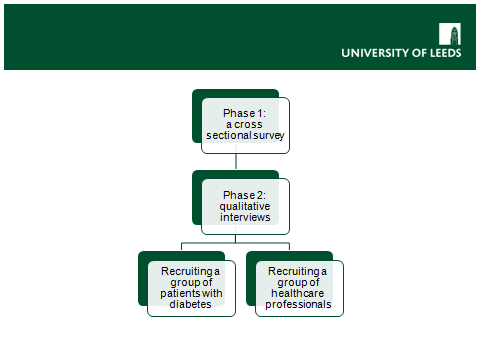 UNIVERSITY OF LEEDS
Phase 1:
a cross
sectional survey
Phase 2:
qualitative
interviews
Recruiting a
group of
patients with
diabetes
Recruiting a
group of
healthcare
professionals